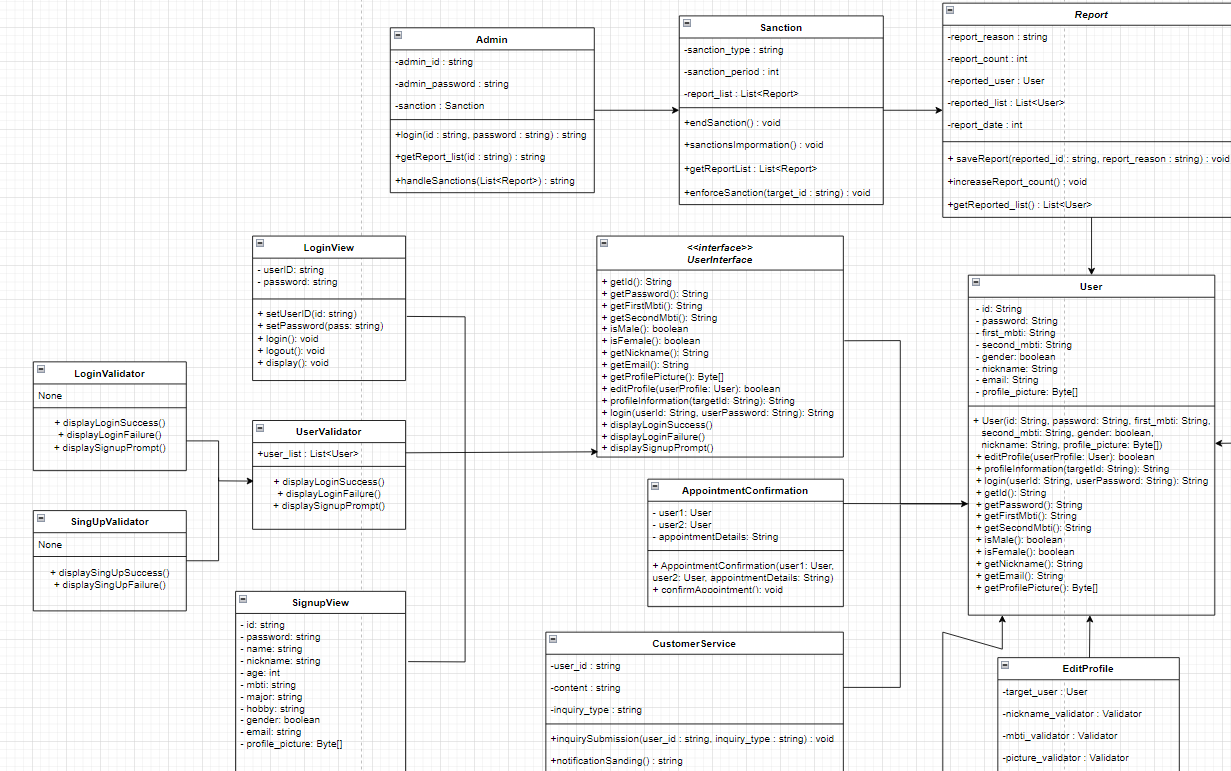 Admin
-admin_id : string
-admin_password : string
-sanction : Sanction
+login(id : string, password : string) : string
+getReport_list(id : string) : string
+handleSanctions(List<Report>) : string
Sanction
-sanction_type : string
-sanction_period : int
-report_list : List<Report>
+endSanction() : void
+sanctionsImpormation() : void
+getReportList : List<Report>
+enforceSanction(target_id : string) : void
Report
-report_reason : string
-report_count : int
-reported_user : User
-reported_list : List<User>
-report_date : int
+ saveReport(reported_id : string, report_reason : string) : void
+increaseReport_count() : void
+getReported_list() : List<User>
LoginView
- userID: string
- password: string
+ setUserID(id: string)
+ setPassword(pass: string)
+ login(): void
+ logout(): void
+ display(): void
<<interface>>
UserInterface
+ getId(): String
+ getPassword(): String
+ getFirstMbti(): String
+ getSecondMbti(): String
+ isMale(): boolean
+ isFemale(): boolean
+ getNickname(): String
+ getEmail(): String
+ getProfilePicture(): Byte[]
+ editProfile(userProfile: User): boolean
+ profileInformation(targetId: String): String
+ login(userId: String, userPassword: String): String
+ displayLoginSuccess()
+ displayLoginFailure()
+ displaySignupPrompt()
User
- id: String
- password: String
- first_mbti: String
- second_mbti: String
- gender: boolean
- nickname: String
- email: String
- profile_picture: Byte[]
+ User(id: String, password: String, first_mbti: String,
second_mbti: String, gender: boolean,
nickname: String, profile_picture: Byte[])
+ editProfile(userProfile: User): boolean
+ profileInformation(targetId: String): String
+ login(userId: String, userPassword: String): String
+ getId(): String
+ getPassword(): String
+ getFirstMbti(): String
+ getSecondMbti(): String
+ isMale(): boolean
+ isFemale(): boolean
+ getNickname(): String
+ getEmail(): String
+ getProfilePicture(): Byte[]
LoginValidator
None
+ displayLoginSuccess()
+ displayLoginFailure()
+ displaySignupPrompt()
UserValidator
+user_list : List<User>
+ displayLoginSuccess()
+ displayLoginFailure()
+ displaySignupPrompt()
SingUpValidator
None
+ displaySingUpSuccess()
+ displaySingUpFailure()
AppointmentConfirmation
- user1: User
- user2: User
- appointmentDetails: String
+ AppointmentConfirmation(user1: User,
user2: User, appointmentDetails: String)
+ confirmAppointment(): void
SignupView
- id: string
- password: string
- name: string
- nickname: string
- age: int
- mbti: string
- major: string
- hobby: string
- gender: boolean
- email: string
- profile_picture: Byte[]
CustomerService
-user_id : string
-content : string
-inquiry_type : string
+inquirySubmission(user_id : string, inquiry_type : string) : void
+notificationSanding() : string
EditProfile
-target_user : User
-nickname_validator : Validator
-mbti_validator : Validator
-picture_validator : Validator